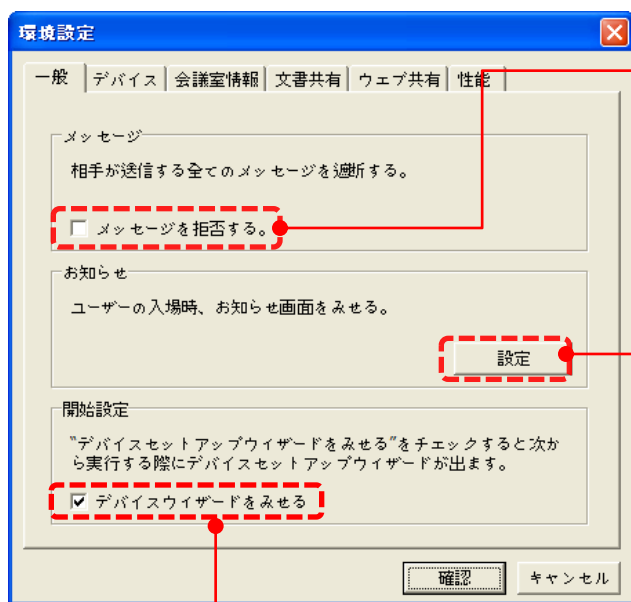 環境設定
一般 デバイス 会議室情報 文書共有 ウェブ共有 性能
メッセージ
相手が送信する全てのメッセージを遮断する。
メッセージを拒否する。
お知らせ
ユーザーの入場時、お知らせ画面をみせる。
設定
開始設定
"デバイスセットアップウィザードをみせる"をチェックすると次か
ら実行する際にデバイスセットアップウィザードが出ます。
デバイスウィザードをみせる
確認 キャンセル